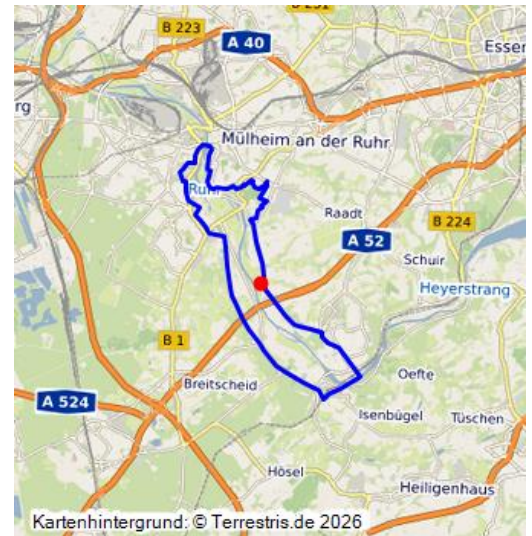 B 223
A 40
Essen
Mülheim an der Ruhr
Ruhr
Raadt
B 224
A 52
Schuir
Heyerstrang
B 1
Breitscheid
Oefte
A 524
Isenbügel
Tüschen
Hösel
Heiligenhaus
Kartenhintergrund: © Terrestris.de 2026